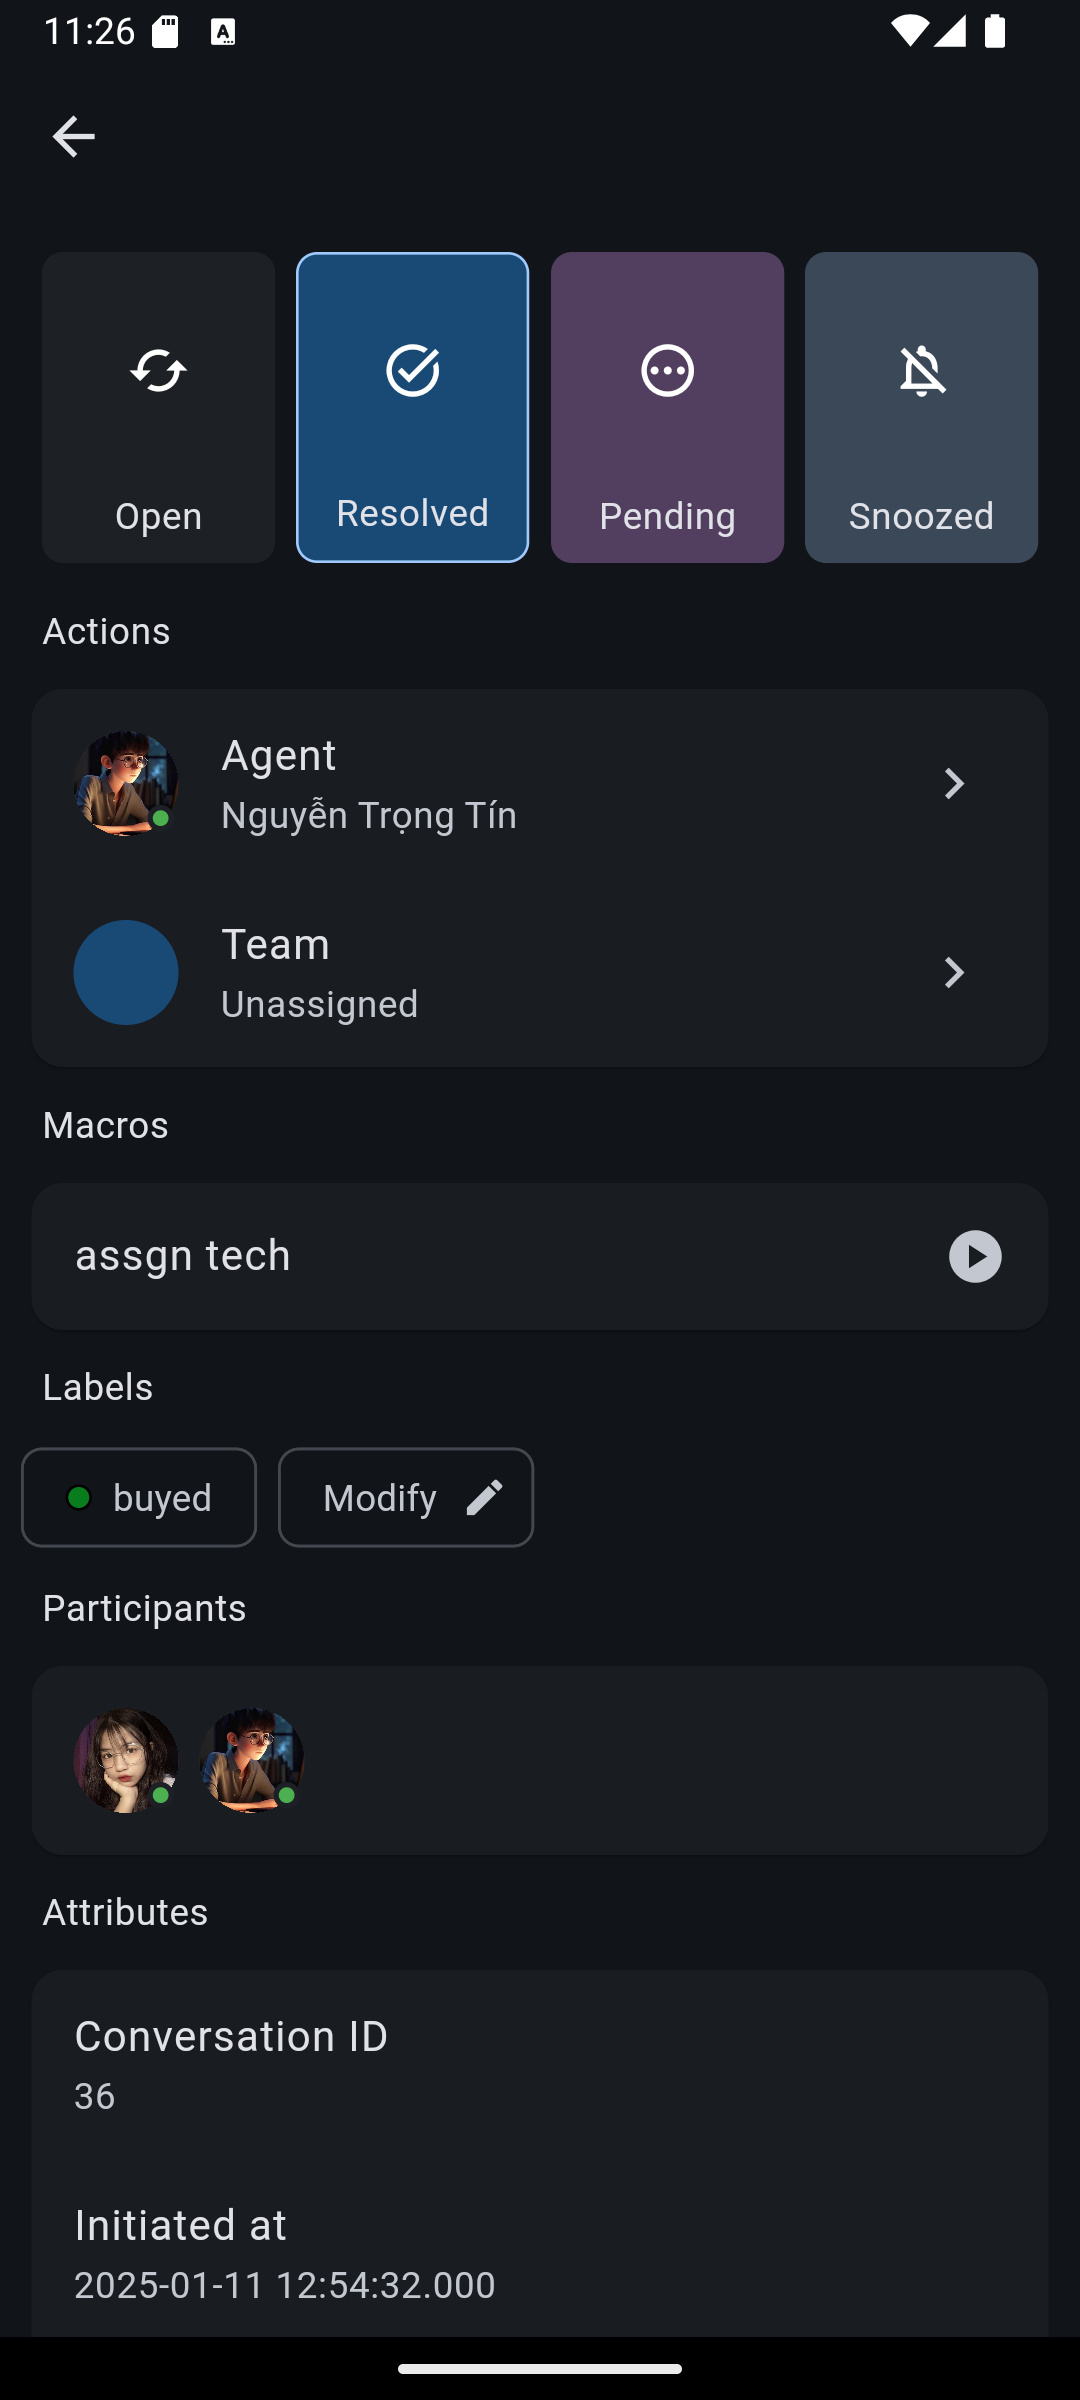 11:26
Open
Resolved
Pending
Snoozed
Actions
Agent
Nguyễn Trọng Tín
Team
Unassigned
Macros
assgn tech
Labels
buyed
Modify
Participants
Attributes
Conversation ID
36
Initiated at
2025-01-11 12:54:32.000